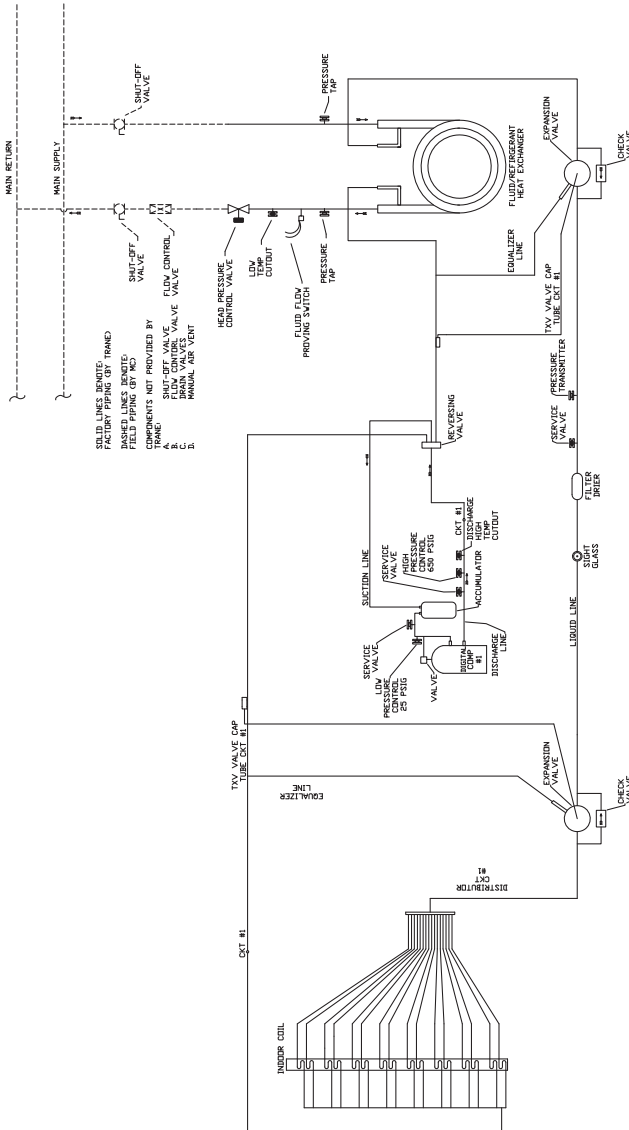 MAIN RETURN
MAIN SUPPLY
SHUT-OFF
VALVE
SHUT-OFF
VALVE
FLOW CONTROL
VALVE
HEAD PRESSURE
CONTROL VALVE
LOW
TEMP
CUTOUT
FLUID FLOW
PROVING SWITCH
PRESSURE
TAP
PRESSURE
TAP
FLUID/REFIRGERANT
HEAT EXCHANGER
SOLID LINES DENOTE:
FACTORY PIPING (BY TRANE)
DASHED LINES DENOTE:
FIELD PIPING (BY MC)
COMPONENTS NOT PROVIDED BY
TRANE:
A. SHUT-OFF VALVE
B. FLOW CONTORL VALVE
C. DRAIN VALVES
D. MANUAL AIR VENT
EXPANSION
VALVE
CHECK
VALVE
EQUALIZER
LINE
TXV VALVE CAP
TUBE CKT #1
PRESSURE
TRANSMITTER
SERVICE
VALVE
FILTER
DRIER
SIGHT
GLASS
LIQUID LINE
REVERSING
VALVE
SUCTION LINE
CKT #1
DISCHARGE
HIGH
TEMP
CUTOUT
SERVICE
VALVE
HIGH
PRESSURE
CONTROL
650 PSIG
ACCUMULATOR
SERVICE
VALVE
LOW
PRESSURE
CONTROL
25 PSIG
VALVE
DIGITAL
COMP
#1
DISCHARGE
LINE
TXV VALVE CAP
TUBE CKT #1
EQUALIZER
LINE
EXPANSION
VALVE
CHECK
VALVE
DISTRIBUTOR
CKT
#1
CKT #1
INDOOR COIL